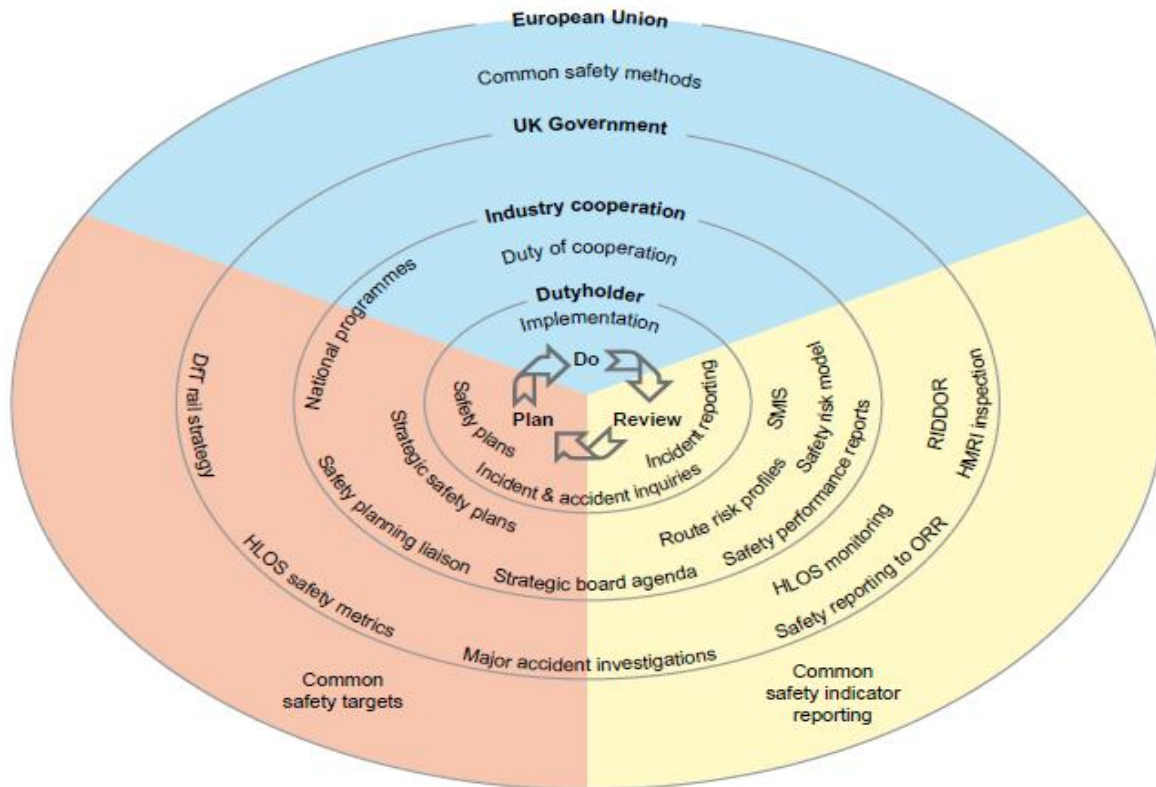 European Union
Common safety methods
UK Government
Industry cooperation
Duty of cooperation
Dutyholder
Implementation
Do
Plan
Review
Safety plans
Incident reporting
Incident & accident inquiries
National programmes
Strategic safety plans
Safety planning liaison
Strategic board agenda
SMIS
Safety risk model
Route risk profiles
Safety performance reports
DfT rail strategy
HLOS safety metrics
Major accident investigations
RIDDOR
HMRI inspection
HLOS monitoring
Safety reporting to ORR
Common
safety targets
Common
safety indicator
reporting